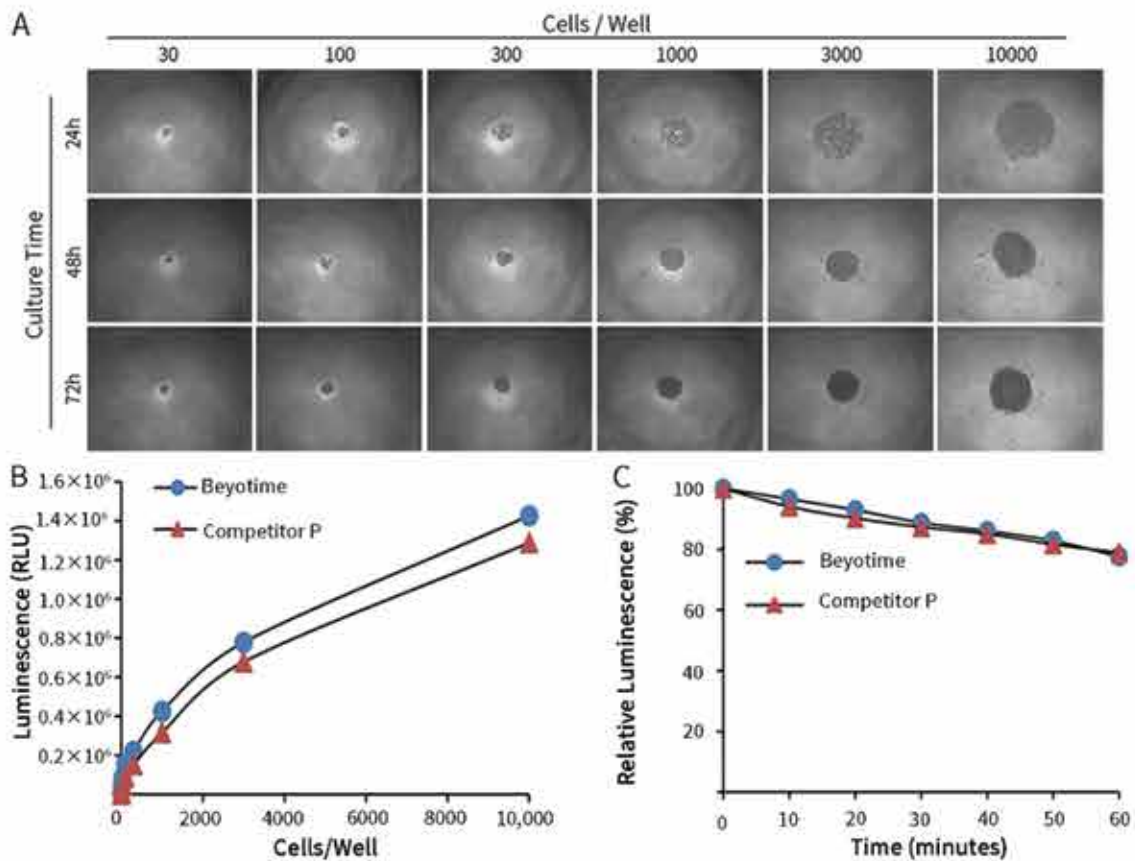 A
Cells / Well
30 100 300 1000 3000 10000
Culture Time
24h
48h
72h
B
Luminescence (RLU)
1.6×10⁶
1.4×10⁶
1.2×10⁶
1.0×10⁶
0.8×10⁶
0.6×10⁶
0.4×10⁶
0.2×10⁶
Beyotime
Competitor P
0 2000 4000 6000 8000 10,000
Cells/Well
C
Relative Luminescence (%)
100
80
60
40
20
Beyotime
Competitor P
0 10 20 30 40 50 60
Time (minutes)